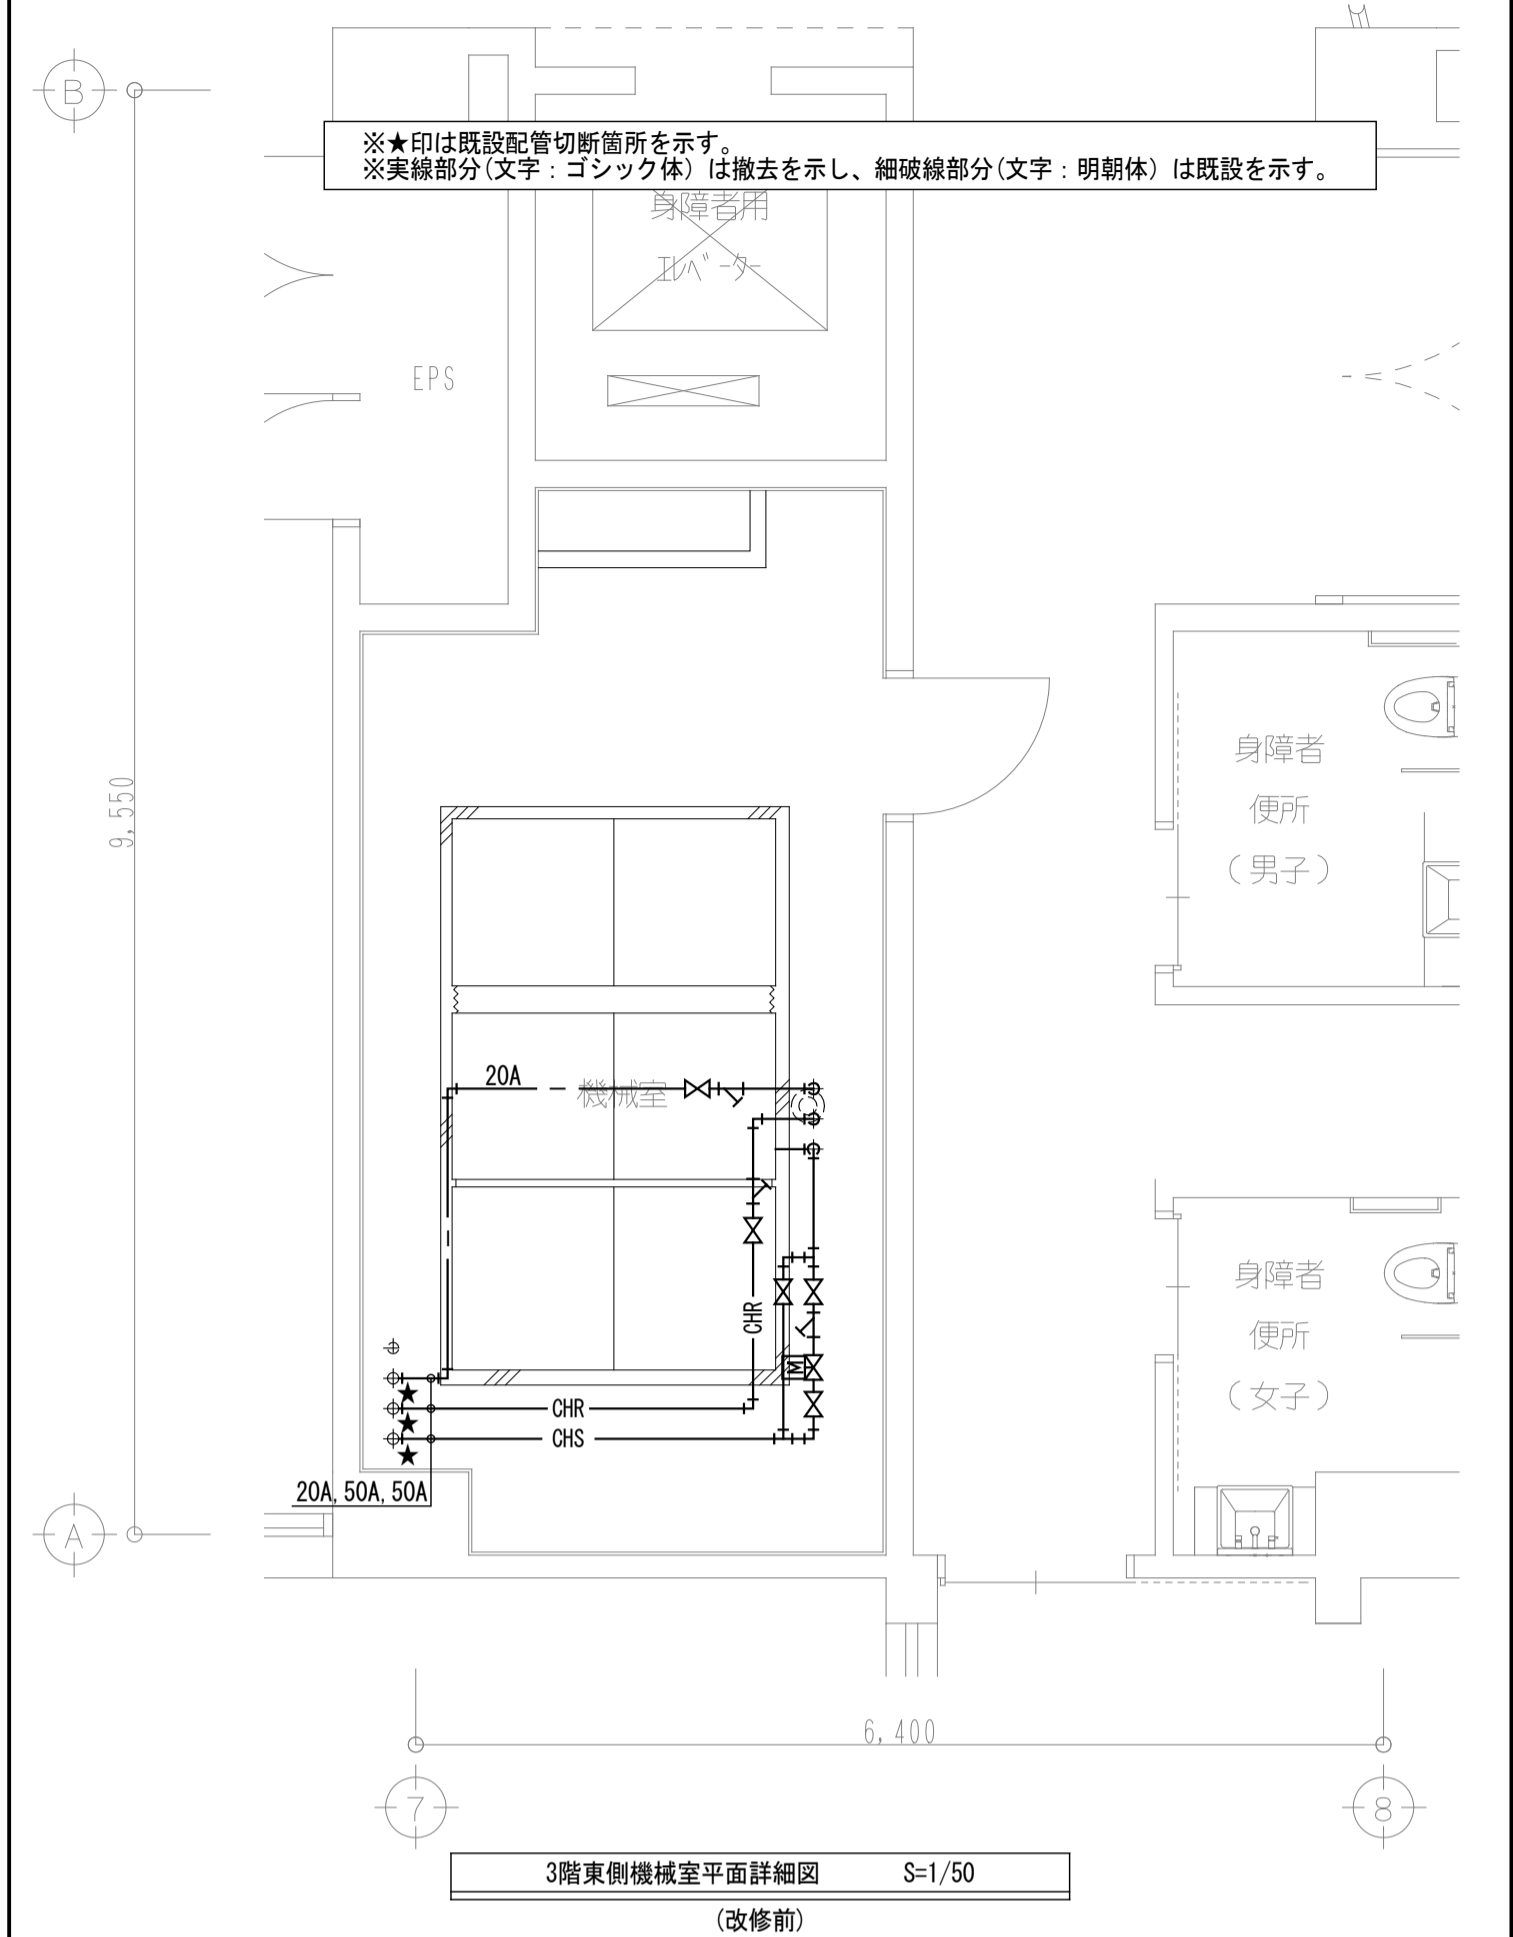 B
※★印は既設配管切断箇所を示す。
※実線部分(文字：ゴシック体)は撤去を示し、細破線部分(文字：明朝体)は既設を示す。
身障者用
エレベーター
EPS
9,550
身障者
便所
(男子)
20A
機械室
CHR
M
身障者
便所
(女子)
★
CHR
★
CHS
★
20A,50A,50A
A
6,400
7
8
3階東側機械室平面詳細図 S=1/50
(改修前)